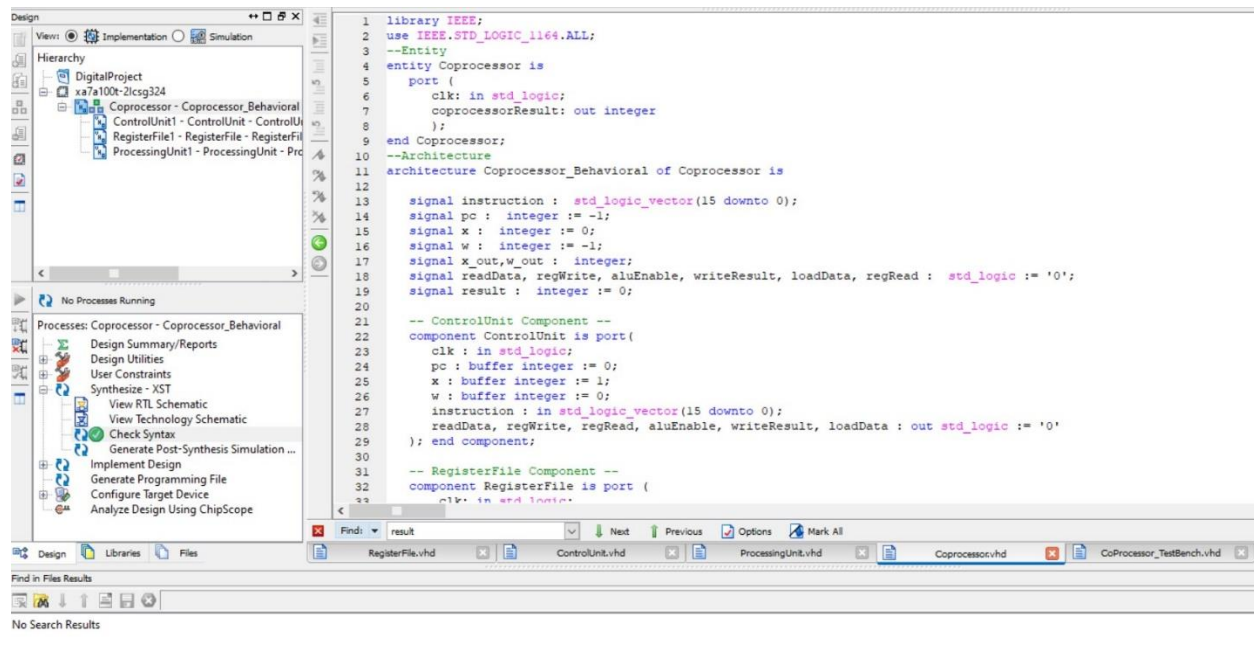 Design
View:
Implementation
Simulation
Hierarchy
DigitalProject
xa7a100t-2Icsg324
Coprocessor - Coprocessor_Behavioral
ControlUnit1 - ControlUnit - ControlU
RegisterFile1 - RegisterFile - RegisterFil
ProcessingUnit1 - ProcessingUnit - Pro
No Processes Running
Processes: Coprocessor - Coprocessor_Behavioral
Design Summary/Reports
Design Utilities
User Constraints
Synthesize - XST
View RTL Schematic
View Technology Schematic
Check Syntax
Generate Post-Synthesis Simulation ...
Implement Design
Generate Programming File
Configure Target Device
Analyze Design Using ChipScope
Design Libraries Files
1 library IEEE;
2 use IEEE.STD_LOGIC_1164.ALL;
3 --Entity
4 entity Coprocessor is
5 port (
6 clk: in std_logic;
7 coprocessorResult: out integer
8 );
9 end Coprocessor;
10 --Architecture
11 architecture Coprocessor_Behavioral of Coprocessor is
12
13 signal instruction :  std_logic_vector(15 downto 0);
14 signal pc :  integer := -1;
15 signal x :  integer := 0;
16 signal w :  integer := -1;
17 signal x_out,w_out :  integer;
18 signal readData, regWrite, aluEnable, writeResult, loadData, regRead :  std_logic := '0';
19 signal result :  integer := 0;
20
21 -- ControlUnit Component --
22 component ControlUnit is port(
23 clk : in std_logic;
24 pc : buffer integer := 0;
25 x : buffer integer := 1;
26 w : buffer integer := 0;
27 instruction : in std_logic_vector(15 downto 0);
28 readData, regWrite, regRead, aluEnable, writeResult, loadData : out std_logic := '0'
29 ); end component;
30
31 -- RegisterFile Component --
32 component RegisterFile is port (
33 clk: in std_logic;
Find: result Next Previous Options Mark All
RegisterFile.vhd ControlUnit.vhd ProcessingUnit.vhd Coprocessor.vhd CoProcessor_TestBench.vhd
Find in Files Results
No Search Results